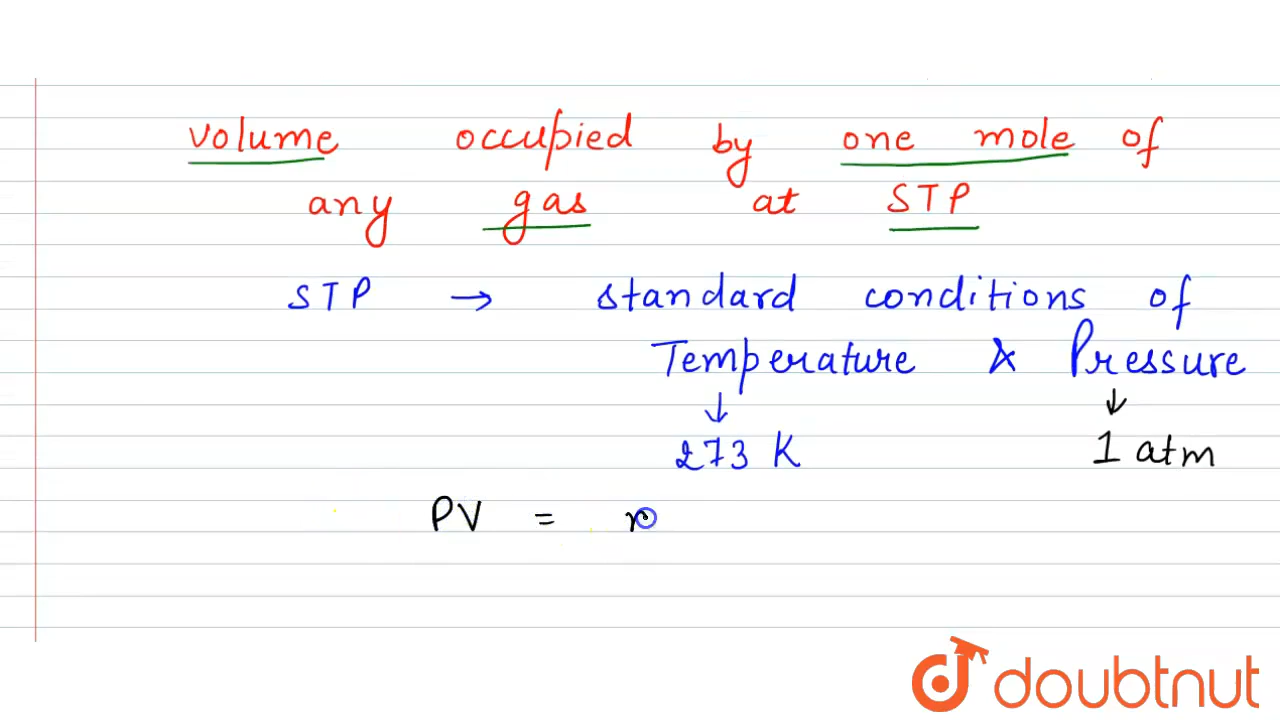 volume occupied by one mole of
any gas at STP
STP → standard conditions of
Temperature & Pressure
↓ ↓
273 K 1 atm
PV = n
doubtnut